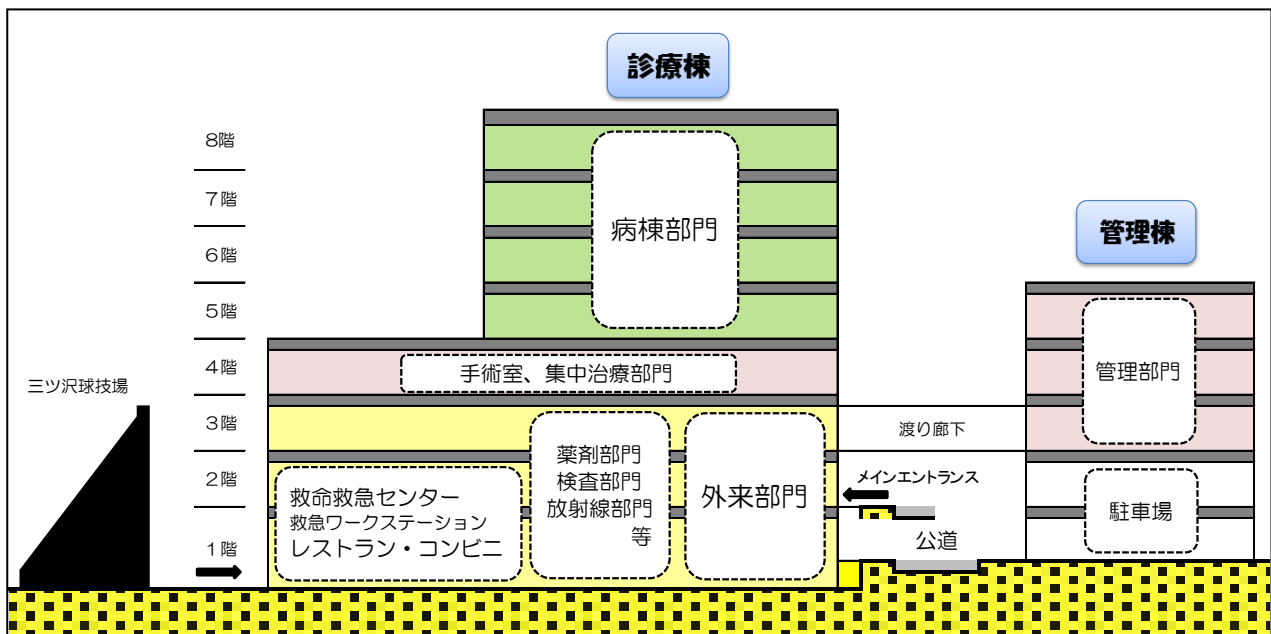 診療棟
8階
7階
6階
5階
4階
3階
2階
1階
病棟部門
管理棟
手術室、集中治療部門
管理部門
三ツ沢球技場
渡り廊下
薬剤部門
検査部門
放射線部門
等
外来部門
メインエントランス
救命救急センター
救急ワークステーション
レストラン・コンビニ
駐車場
公道